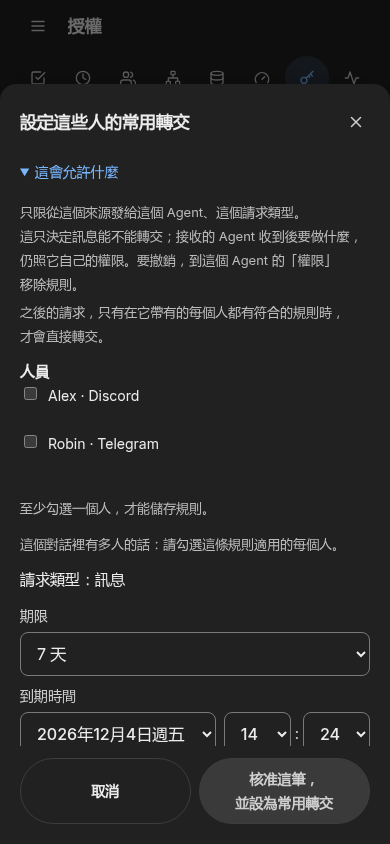 授權
設定這些人的常用轉交
這會允許什麼
只限從這個來源發給這個 Agent、這個請求類型。
這只決定訊息能不能轉交；接收的 Agent 收到後要做什麼，
仍照它自己的權限。要撤銷，到這個 Agent 的「權限」
移除規則。
之後的請求，只有在它帶有的每個人都有符合的規則時，
才會直接轉交。
人員
Alex · Discord
Robin · Telegram
至少勾選一個人，才能儲存規則。
這個對話裡有多人的話：請勾選這條規則適用的每個人。
請求類型：訊息
期限
7 天
到期時間
2026年12月4日週五 14 : 24
取消
核准這筆，
並設為常用轉交